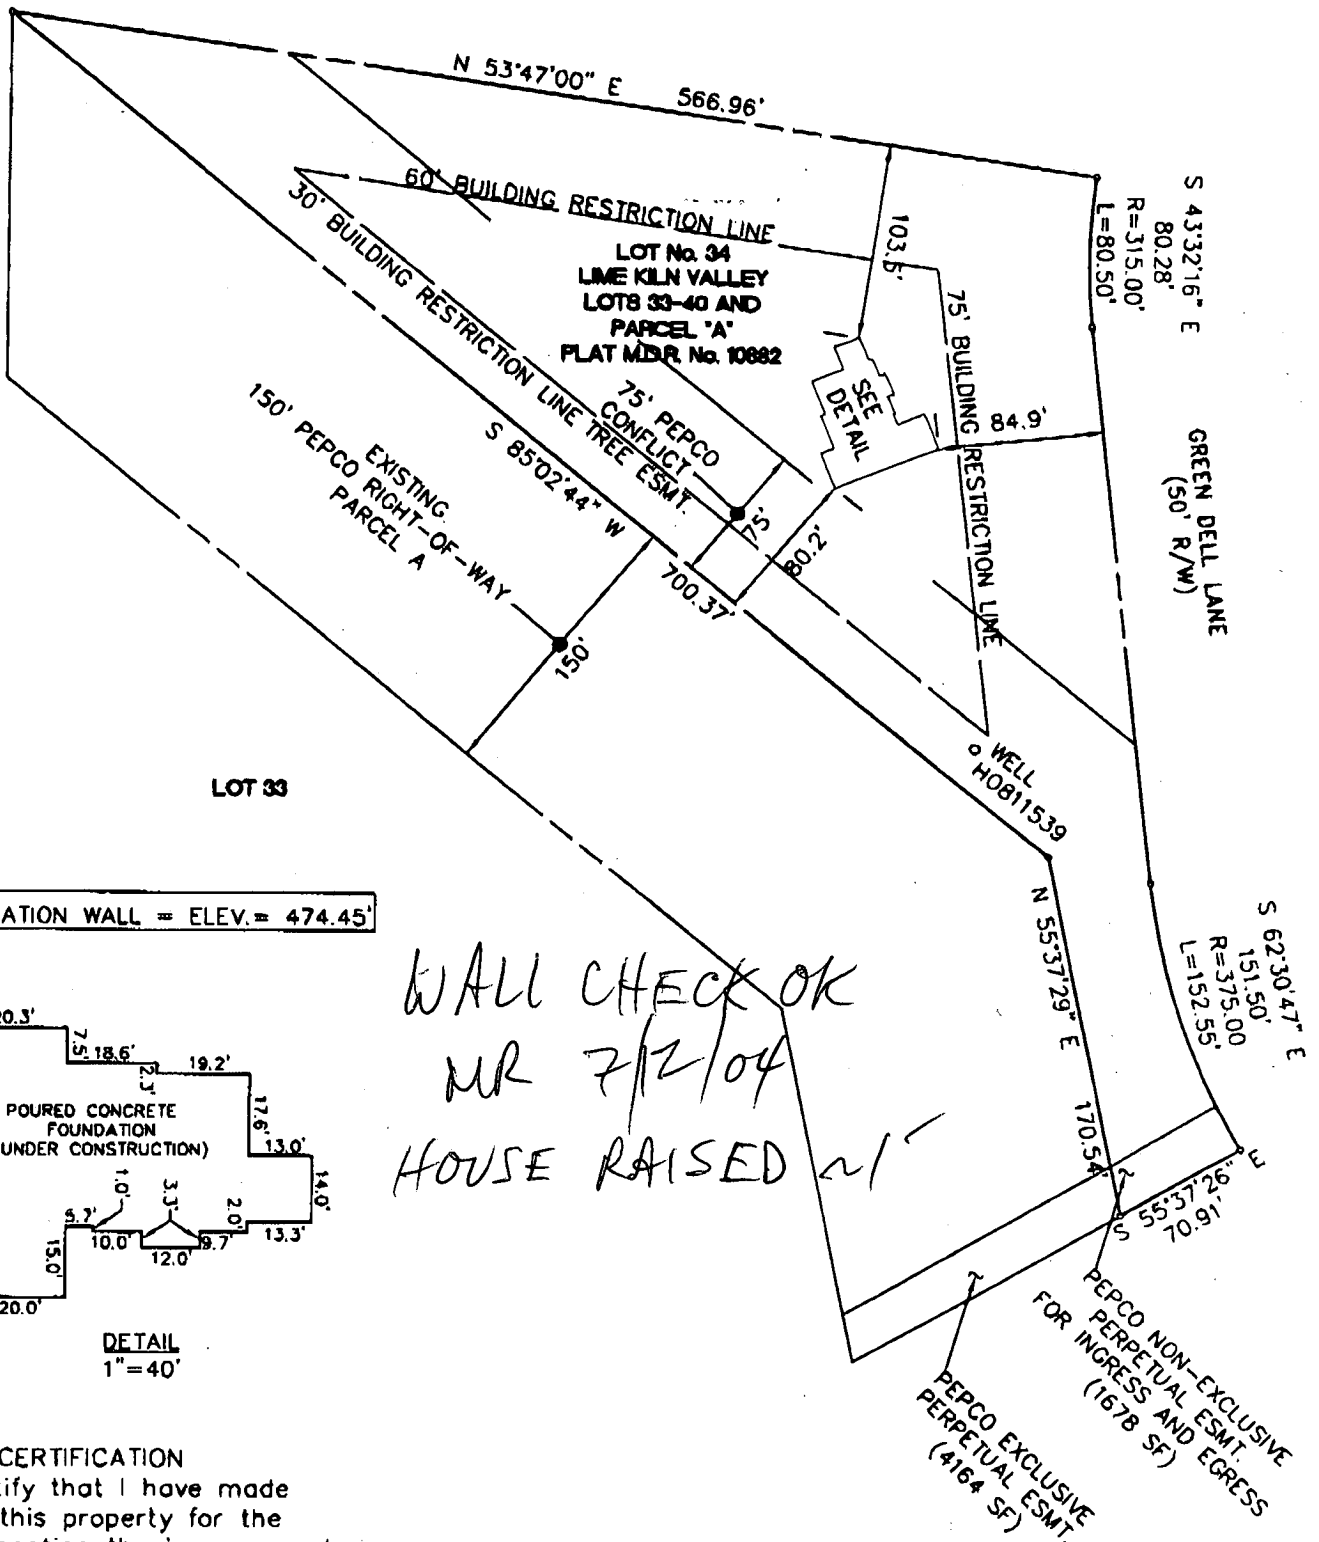 N 53°47'00" E 566.96'
S 43°32'16" E
80.28'
R=315.00'
L=80.50'
60' BUILDING RESTRICTION LINE
30' BUILDING RESTRICTION LINE TREE ESMT.
LOT No. 34
LIME KILN VALLEY
LOTS 33-40 AND
PARCEL "A"
PLAT M.D.R. No. 10882
103.5'
75' BUILDING RESTRICTION LINE
SEE
DETAIL
84.9'
GREEN DELL LANE
(50' R/W)
75' PEPCO
CONFLICT
75'
80.2'
S 85°02'44" W
700.37'
EXISTING
150' PEPCO RIGHT-OF-WAY
PARCEL A
150'
WELL
HO811539
LOT 33
N 55°37'29" E
170.54'
S 62°30'47" E
151.50'
R=375.00
L=152.55'
S 55°37'26" E
70.91'
ATION WALL = ELEV.= 474.45'
WALL CHECK OK
MR 7/2/04
HOUSE RAISED ~1'
20.3'
7.5'
18.6'
2.3'
19.2'
17.6'
13.0'
14.0'
13.3'
2.0'
9.7'
3.3'
12.0'
1.0'
10.0'
15.0'
20.0'
POURED CONCRETE
FOUNDATION
UNDER CONSTRUCTION)
DETAIL
1"=40'
PEPCO NON-EXCLUSIVE
PERPETUAL ESMT.
FOR INGRESS AND EGRESS
(1678 SF)
PEPCO EXCLUSIVE
PERPETUAL ESMT.
(4164 SF)
CERTIFICATION
ify that I have made
this property for the